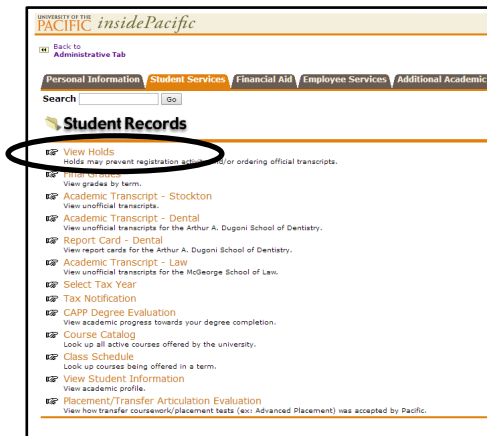 UNIVERSITY OF THE
PACIFIC insidePacific
Back to
Administrative Tab
Personal Information Student Services Financial Aid Employee Services Additional Academic
Search Go
Student Records
View Holds
Holds may prevent registration activity and/or ordering official transcripts.
Final Grades
View grades by term.
Academic Transcript - Stockton
View unofficial transcripts.
Academic Transcript - Dental
View unofficial transcripts for the Arthur A. Dugoni School of Dentistry.
Report Card - Dental
View report cards for the Arthur A. Dugoni School of Dentistry.
Academic Transcript - Law
View unofficial transcripts for the McGeorge School of Law.
Select Tax Year
Tax Notification
CAPP Degree Evaluation
View academic progress towards your degree completion.
Course Catalog
Look up all active courses offered by the university.
Class Schedule
Look up courses being offered in a term.
View Student Information
View academic profile.
Placement/Transfer Articulation Evaluation
View how transfer coursework/placement tests (ex: Advanced Placement) was accepted by Pacific.